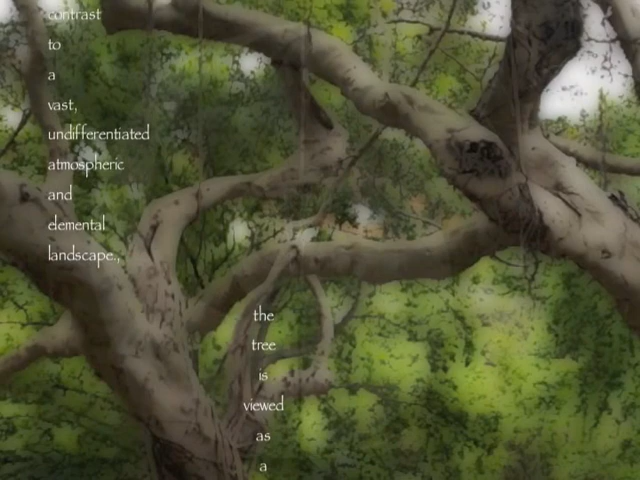 contrast
to
a
vast,
undifferentiated
atmospheric
and
elemental
landscape.,
the
tree
is
viewed
as
a